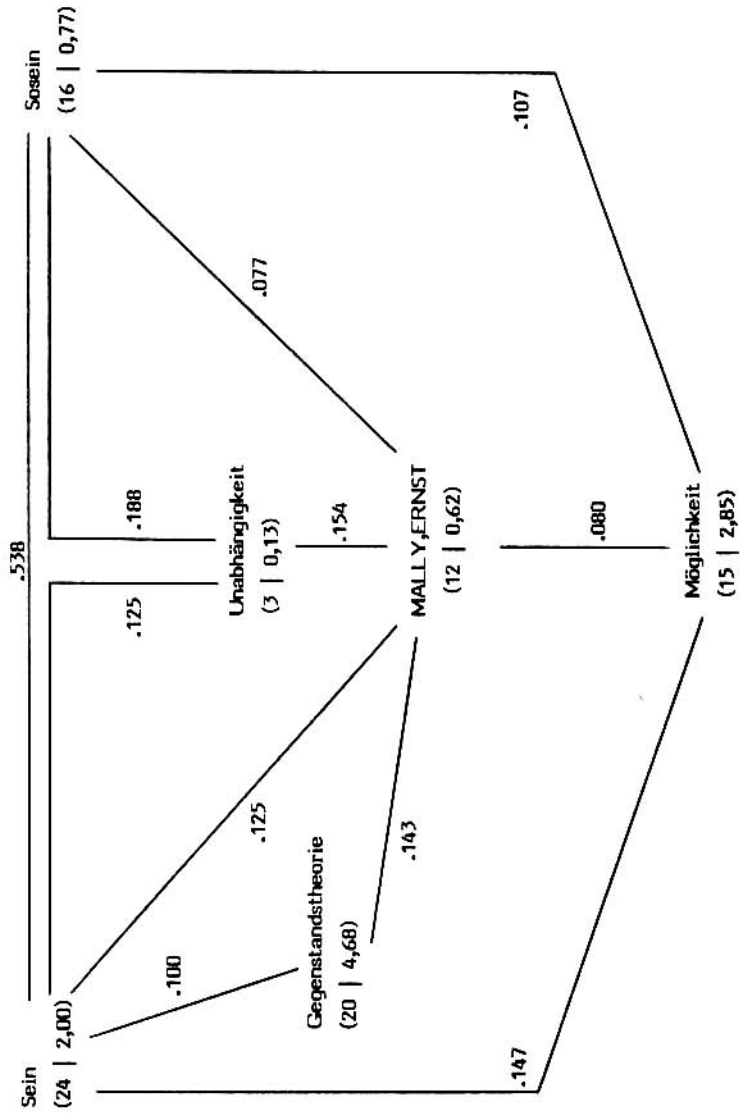 .538
Sein
(24 | 2,00)
Sosein
(16 | 0,77)
.125
.188
Unabhängigkeit
(3 | 0,13)
.154
.125
.077
.100
Gegenstandstheorie
(20 | 4,68)
.143
MALLY,ERNST
(12 | 0,62)
.080
.147
.107
Möglichkeit
(15 | 2,85)